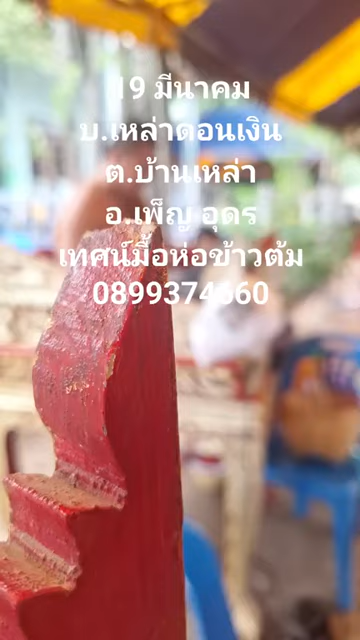 19 มีนาคม
บ.เหล่าดอนเงิน
ต.บ้านเหล่า
อ.เพ็ญ อุดร
เทศน์มื้อห่อข้าวต้ม
0899374660